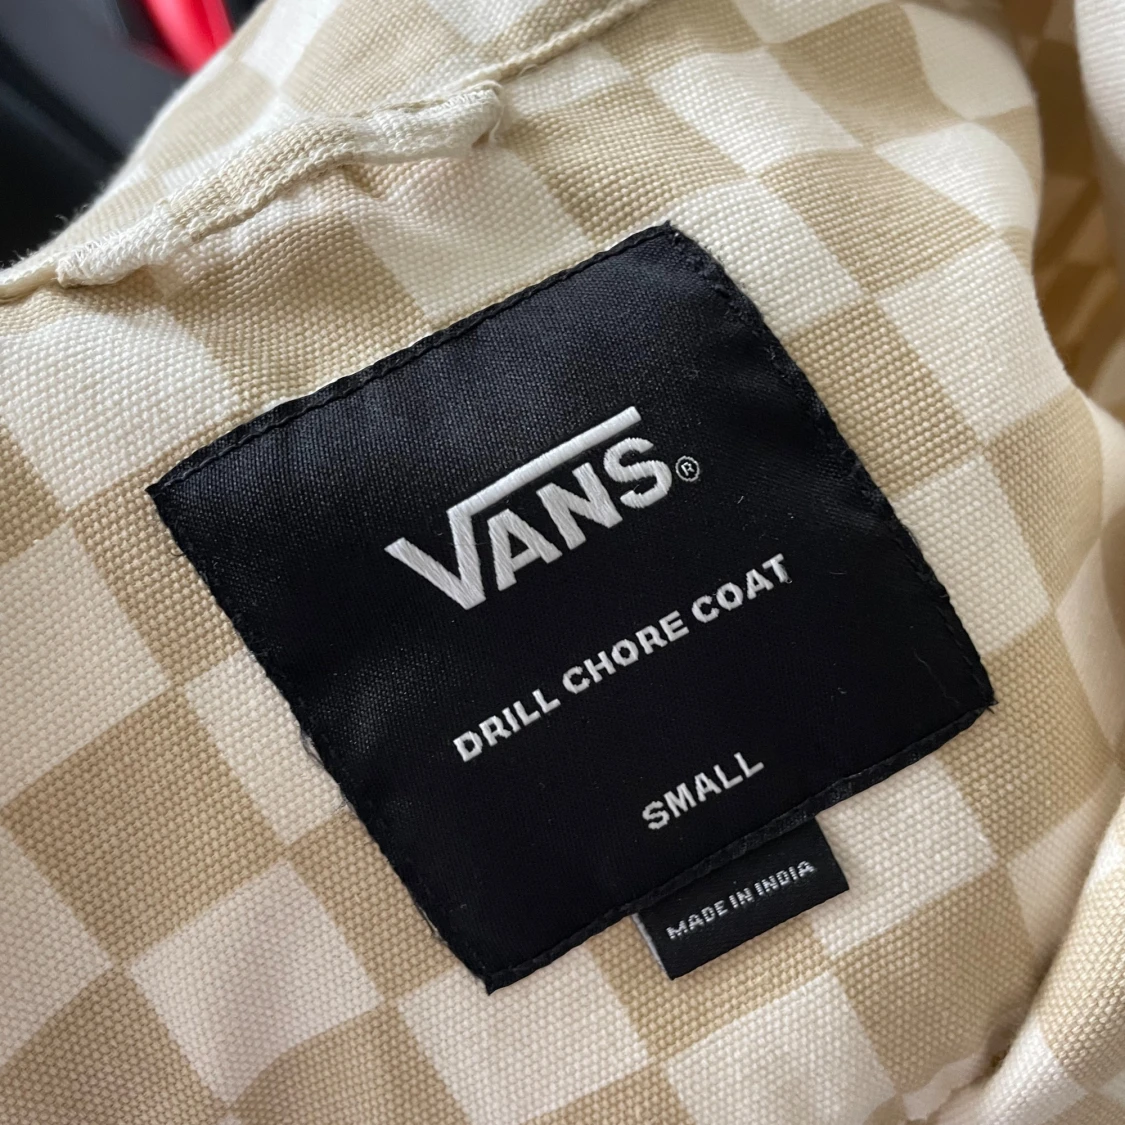 VANS®
DRILL CHORE COAT
SMALL
MADE IN INDIA